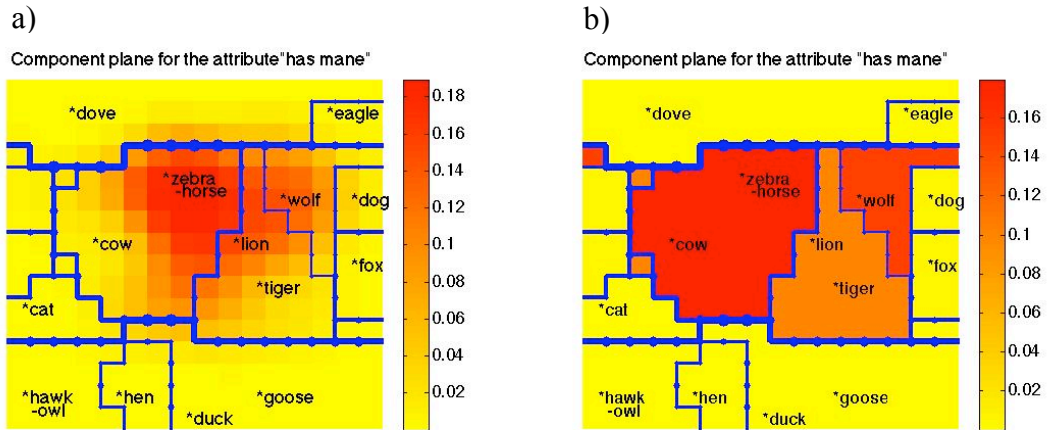 a)
Component plane for the attribute"has mane"
*dove
*eagle
*zebra
-horse
*wolf
*dog
*cow
*lion
*fox
*tiger
*cat
*hawk
-owl
*hen
*goose
*duck
0.18
0.16
0.14
0.12
0.1
0.08
0.06
0.04
0.02
b)
Component plane for the attribute "has mane"
*dove
*eagle
*zebra
-horse
*wolf
*dog
*cow
*lion
*fox
*tiger
*cat
*hawk
-owl
*hen
*goose
*duck
0.16
0.14
0.12
0.1
0.08
0.06
0.04
0.02